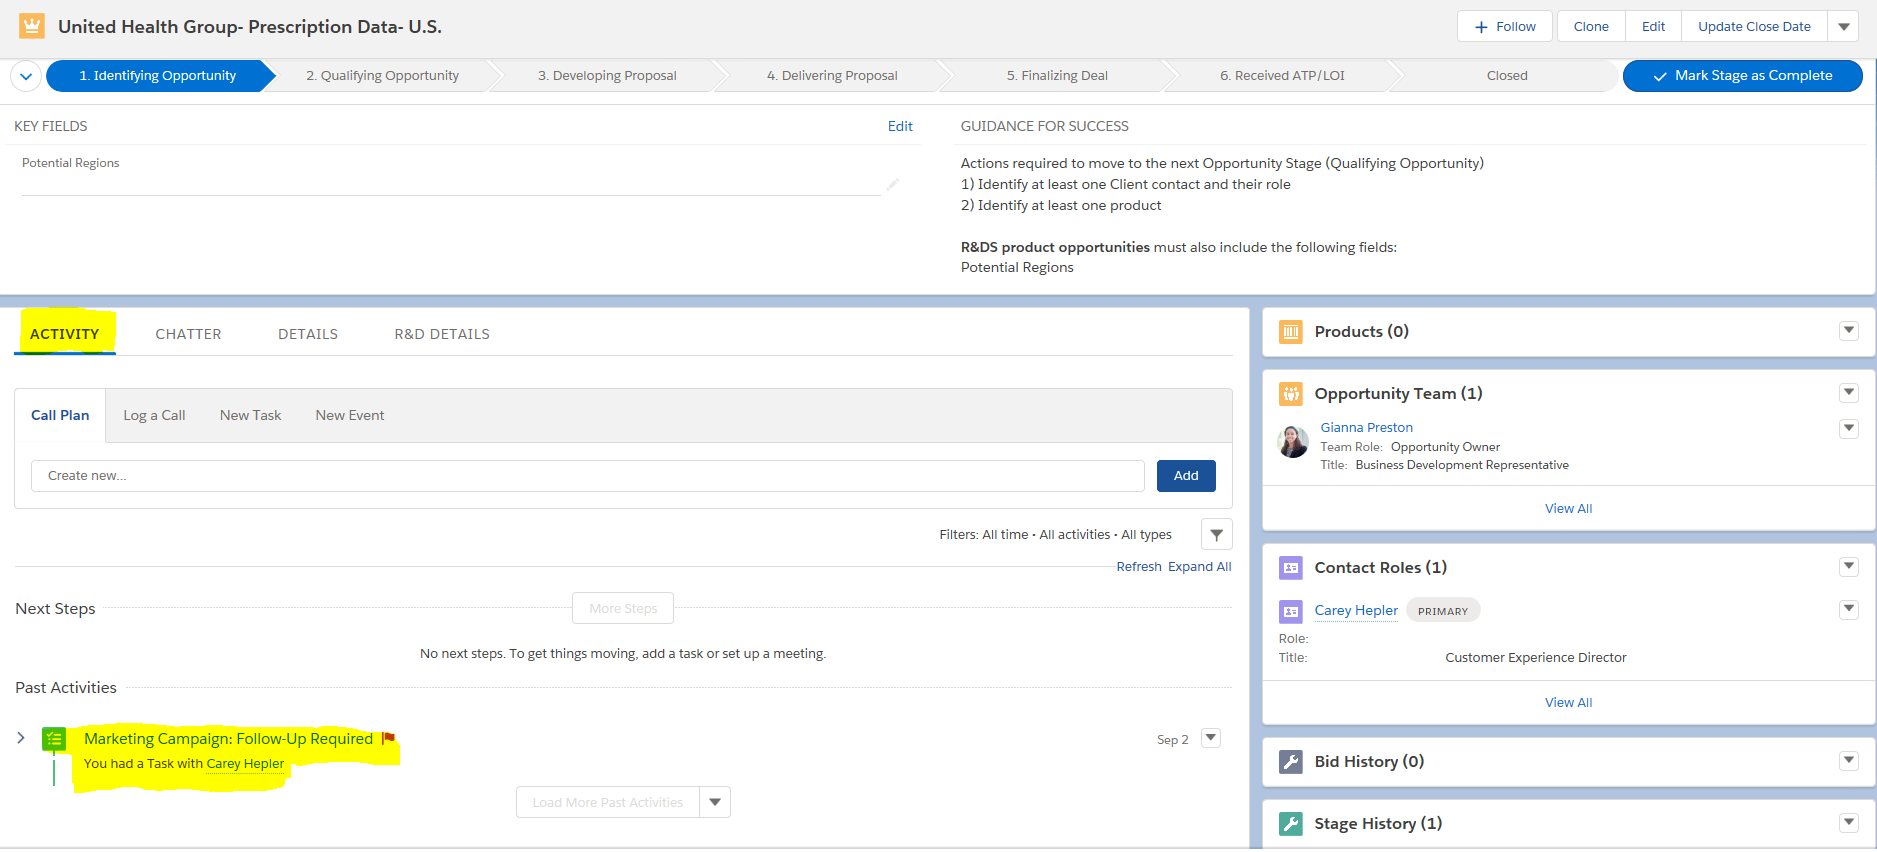 United Health Group- Prescription Data- U.S.
Follow
Clone
Edit
Update Close Date
1. Identifying Opportunity
2. Qualifying Opportunity
3. Developing Proposal
4. Delivering Proposal
5. Finalizing Deal
6. Received ATP/LOI
Closed
Mark Stage as Complete
KEY FIELDS
Edit
Potential Regions
GUIDANCE FOR SUCCESS
Actions required to move to the next Opportunity Stage (Qualifying Opportunity)
1) Identify at least one Client contact and their role
2) Identify at least one product
R&DS product opportunities must also include the following fields:
Potential Regions
ACTIVITY
CHATTER
DETAILS
R&D DETAILS
Call Plan
Log a Call
New Task
New Event
Create new...
Add
Filters: All time • All activities • All types
Refresh
Expand All
Next Steps
More Steps
No next steps. To get things moving, add a task or set up a meeting.
Past Activities
Marketing Campaign: Follow-Up Required
Sep 2
You had a Task with Carey Hepler
Load More Past Activities
Products (0)
Opportunity Team (1)
Gianna Preston
Team Role: Opportunity Owner
Title: Business Development Representative
View All
Contact Roles (1)
Carey Hepler
PRIMARY
Role:
Title: Customer Experience Director
View All
Bid History (0)
Stage History (1)